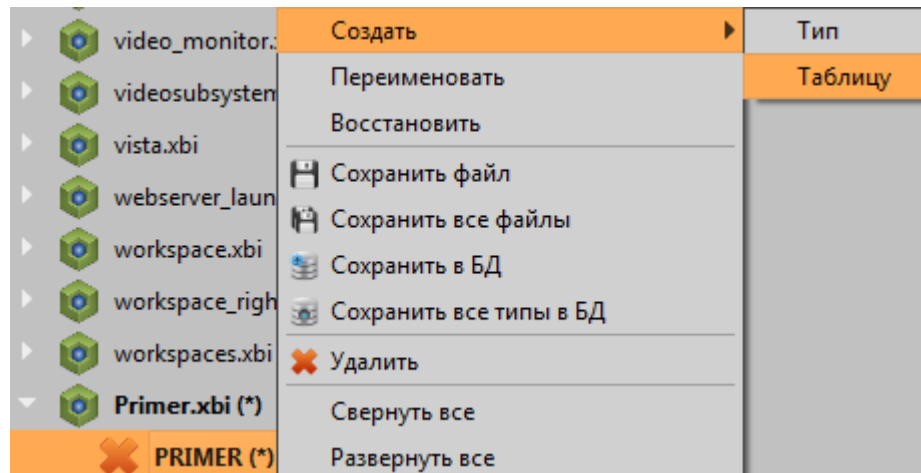 video_monitor.
videosubsystem
vista.xbi
webserver_laun
workspace.xbi
workspace_righ
workspaces.xbi
Primer.xbi (*)
PRIMER (*)
Создать
Переименовать
Восстановить
Сохранить файл
Сохранить все файлы
Сохранить в БД
Сохранить все типы в БД
Удалить
Свернуть все
Развернуть все
Тип
Таблицу